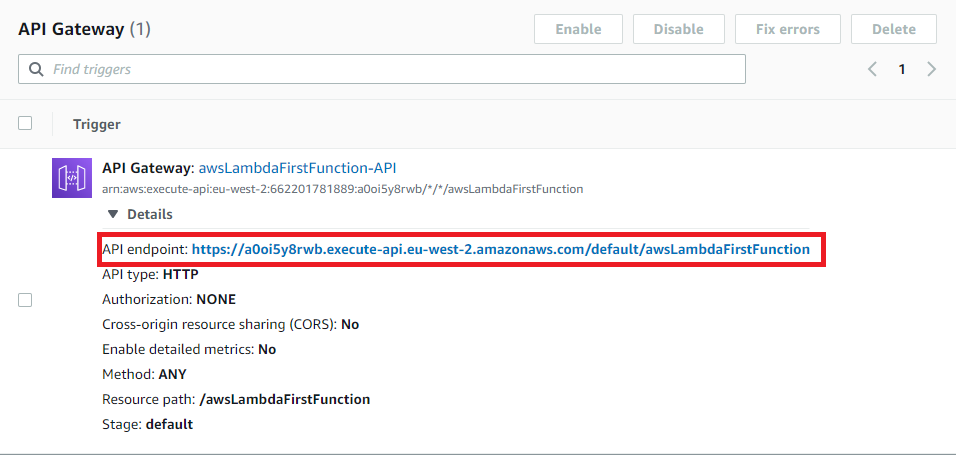 API Gateway (1)
Enable
Disable
Fix errors
Delete
Find triggers
1
Trigger
API Gateway: awsLambdaFirstFunction-API
arn:aws:execute-api:eu-west-2:662201781889:a0oi5y8rwb/*/*/awsLambdaFirstFunction
Details
API endpoint: https://a0oi5y8rwb.execute-api.eu-west-2.amazonaws.com/default/awsLambdaFirstFunction
API type: HTTP
Authorization: NONE
Cross-origin resource sharing (CORS): No
Enable detailed metrics: No
Method: ANY
Resource path: /awsLambdaFirstFunction
Stage: default